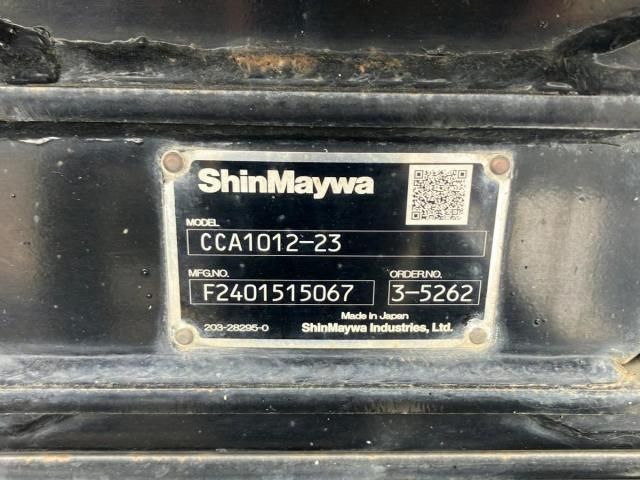 ShinMaywa
MODEL
CCA1012-23
MFG.NO. ORDER.NO.
F2401515067 3-5262
Made in Japan
203-28295-0 ShinMaywa Industries, Ltd.